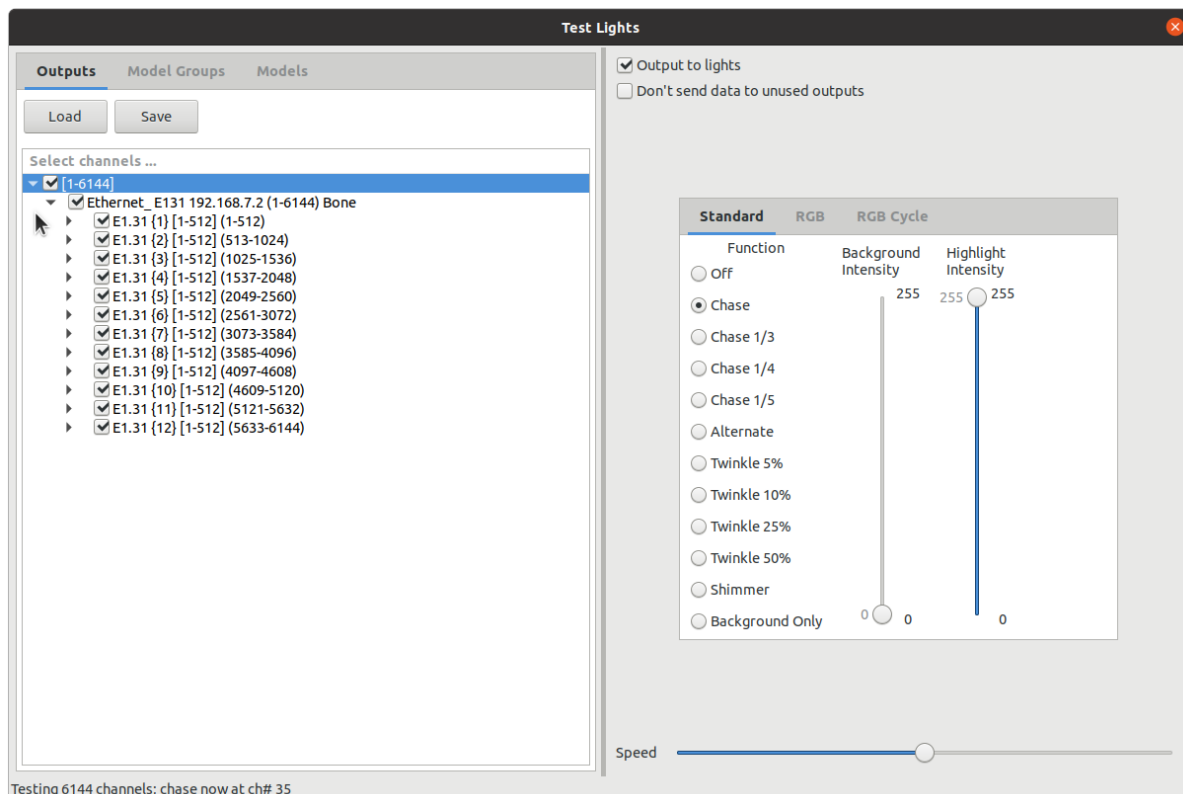 Test Lights
Outputs Model Groups Models
Load Save
Select channels ...
[1-6144]
Ethernet_ E131 192.168.7.2 (1-6144) Bone
E1.31 {1} [1-512] (1-512)
E1.31 {2} [1-512] (513-1024)
E1.31 {3} [1-512] (1025-1536)
E1.31 {4} [1-512] (1537-2048)
E1.31 {5} [1-512] (2049-2560)
E1.31 {6} [1-512] (2561-3072)
E1.31 {7} [1-512] (3073-3584)
E1.31 {8} [1-512] (3585-4096)
E1.31 {9} [1-512] (4097-4608)
E1.31 {10} [1-512] (4609-5120)
E1.31 {11} [1-512] (5121-5632)
E1.31 {12} [1-512] (5633-6144)
Output to lights
Don't send data to unused outputs
Standard RGB RGB Cycle
Function
Off
Chase
Chase 1/3
Chase 1/4
Chase 1/5
Alternate
Twinkle 5%
Twinkle 10%
Twinkle 25%
Twinkle 50%
Shimmer
Background Only
Background
Intensity
255
0 0
Highlight
Intensity
255 255
0
Speed
Testing 6144 channels: chase now at ch# 35